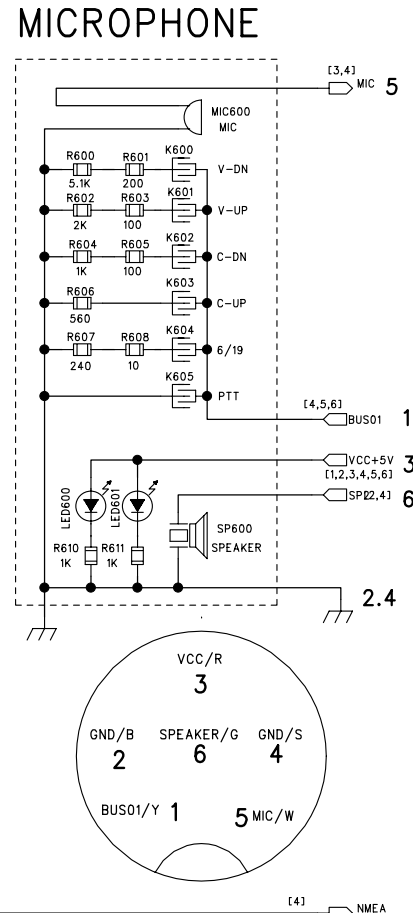 MICROPHONE
[3,4]
MIC 5
MIC600
MIC
R600 R601 K600
5.1K 200 V-DN
R602 R603 K601
2K 100 V-UP
R604 R605 K602
1K 100 C-DN
R606 K603
560 C-UP
R607 R608 K604
240 10 6/19
K605
PTT
[4,5,6]
BUS01 1
VCC+5V 3
[1,2,3,4,5,6]
SP[2,4] 6
LED600 LED601
SP600
SPEAKER
R610 R611
1K 1K
2.4
VCC/R
3
GND/B SPEAKER/G GND/S
2 6 4
BUS01/Y 1 5 MIC/W
[4]
NMEA